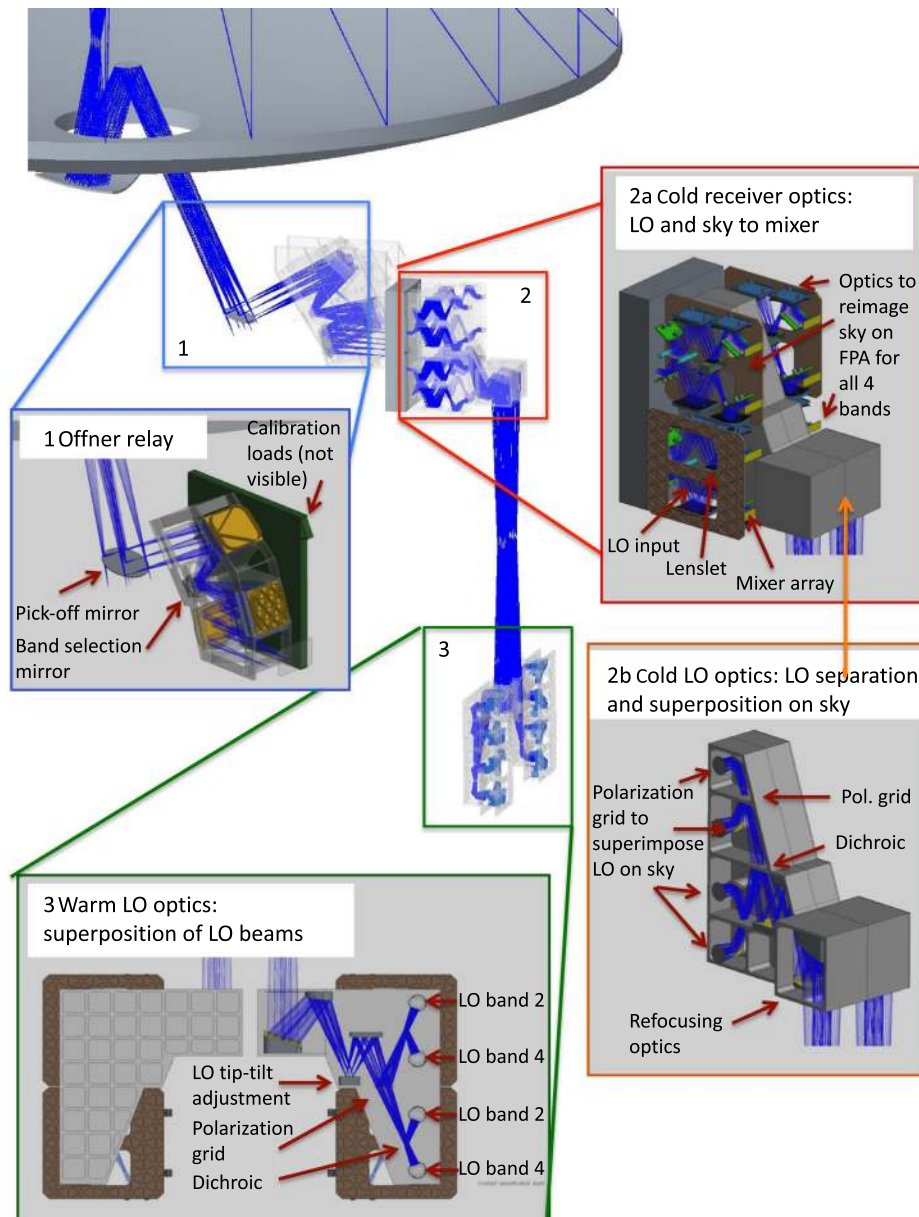 2a Cold receiver optics:
LO and sky to mixer
2
1
Optics to
reimage
sky on
FPA for
all 4
bands
1 Offner relay
Calibration
loads (not
visible)
LO input
Lenslet
Mixer array
Pick-off mirror
Band selection
mirror
3
2b Cold LO optics: LO separation
and superposition on sky
Polarization
grid to
superimpose
LO on sky
Pol. grid
Dichroic
3 Warm LO optics:
superposition of LO beams
LO band 2
Refocusing
optics
LO band 4
LO tip-tilt
adjustment
LO band 2
Polarization
grid
Dichroic
LO band 4